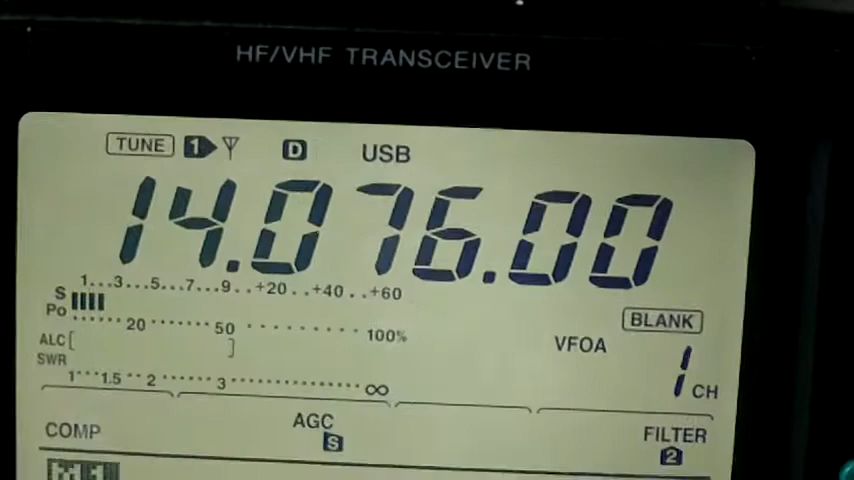 HF/VHF TRANSCEIVER
TUNE 1 D USB
14.076.00
S 1...3...5...7...9..+20..+40..+60
Po 20 50 100%
BLANK
ALC
VFOA 1 CH
SWR 1 1.5 2 3 ∞
COMP AGC S FILTER 2
M1